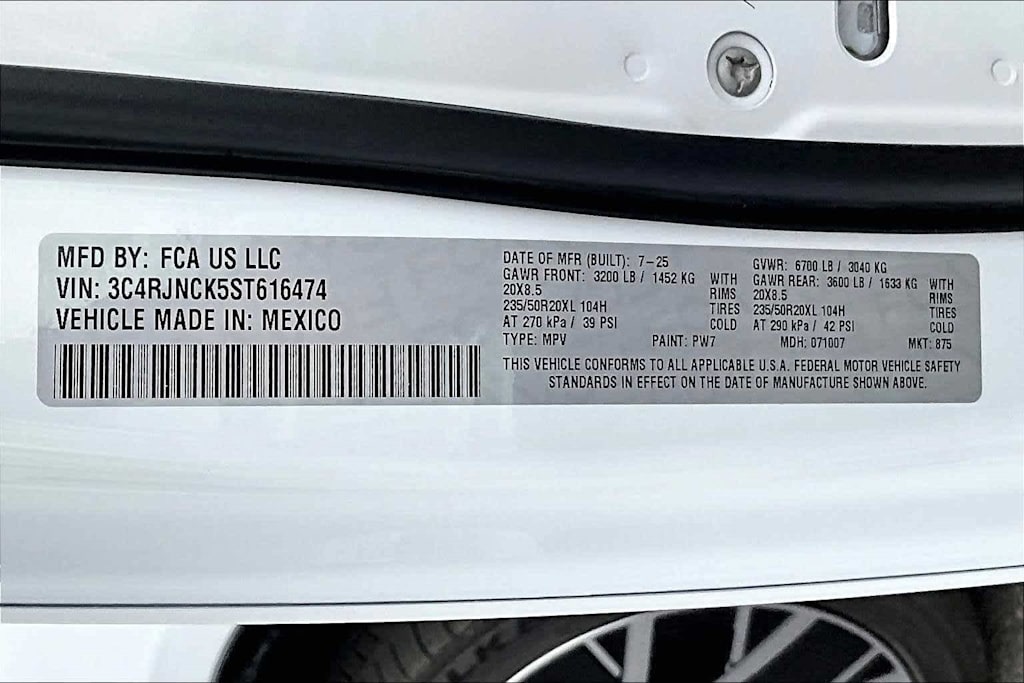 MFD BY: FCA US LLC
VIN: 3C4RJNCK5ST616474
VEHICLE MADE IN: MEXICO
DATE OF MFR (BUILT): 7-25
GAWR FRONT: 3200 LB / 1452 KG WITH
20X8.5 RIMS
235/50R20XL 104H TIRES
AT 270 kPa / 39 PSI COLD
TYPE: MPV PAINT: PW7
GVWR: 6700 LB / 3040 KG
GAWR REAR: 3600 LB / 1633 KG WITH
20X8.5 RIMS
235/50R20XL 104H TIRES
AT 290 kPa / 42 PSI COLD
MDH: 071007 MKT: 875
THIS VEHICLE CONFORMS TO ALL APPLICABLE U.S.A. FEDERAL MOTOR VEHICLE SAFETY
STANDARDS IN EFFECT ON THE DATE OF MANUFACTURE SHOWN ABOVE.